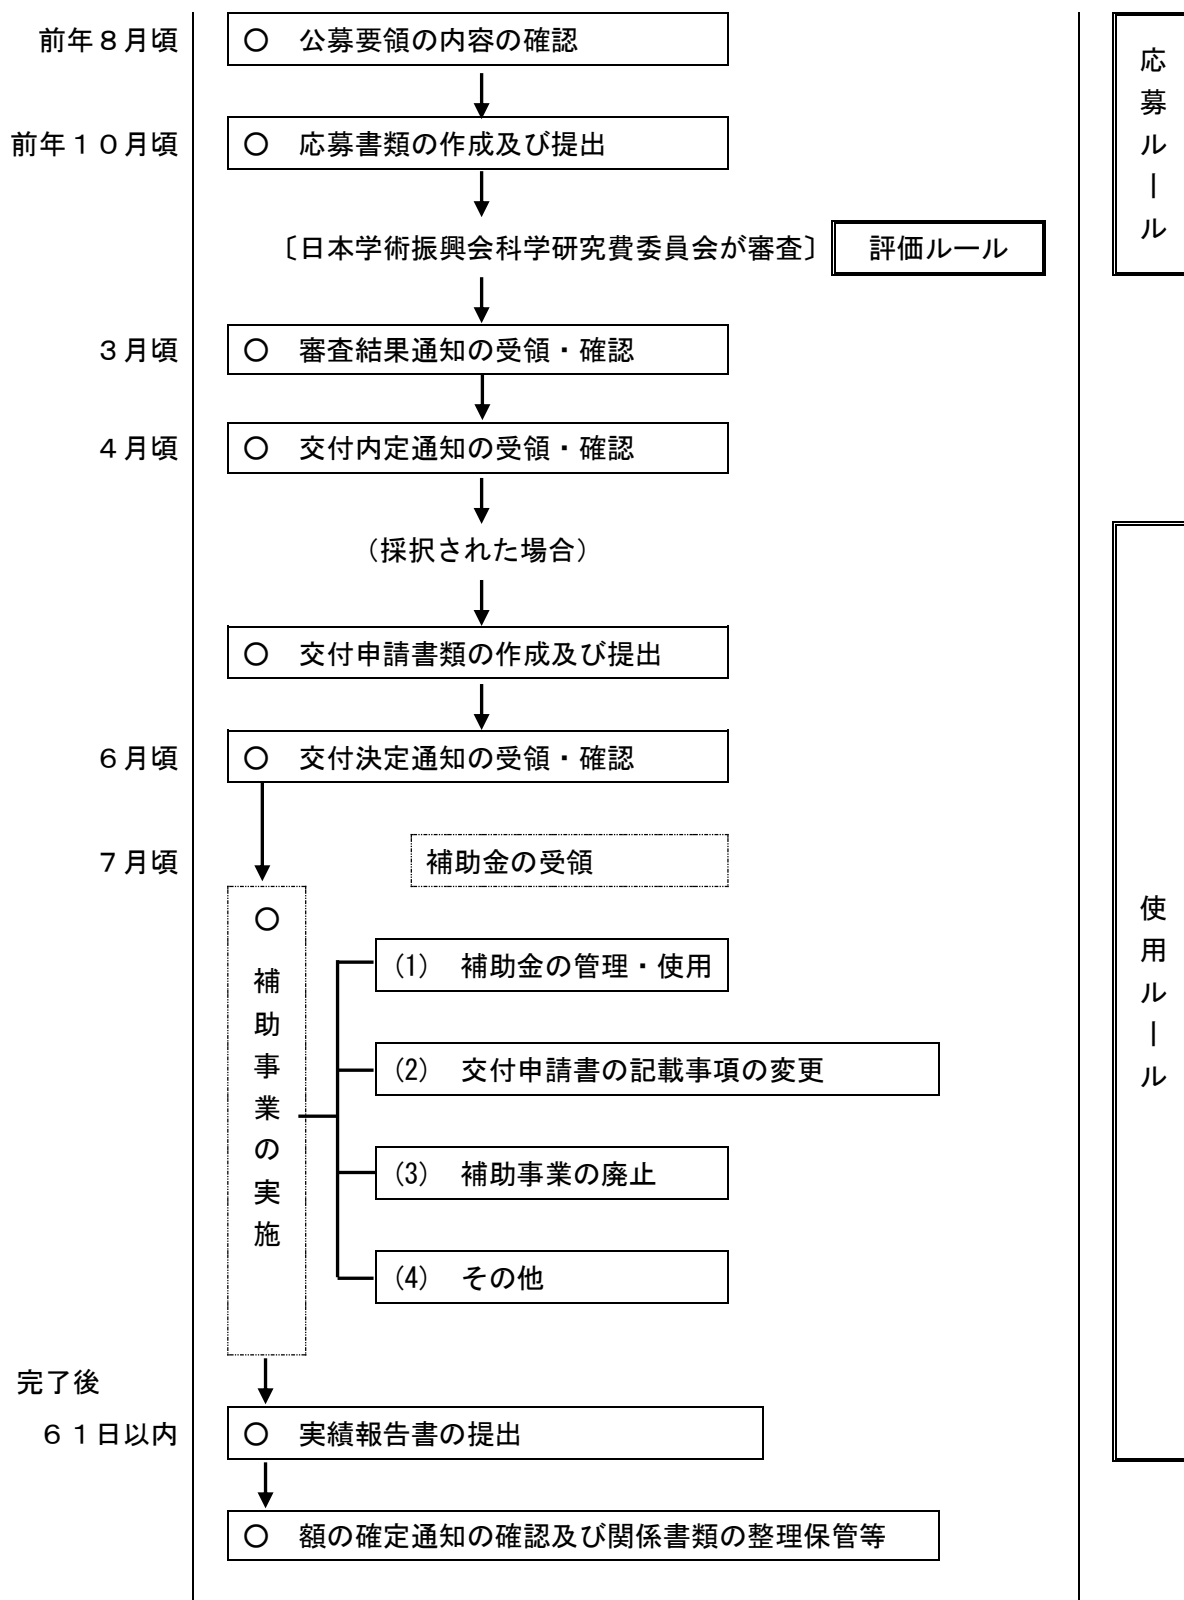 前年８月頃
○　公募要領の内容の確認
前年１０月頃
○　応募書類の作成及び提出
〔日本学術振興会科学研究費委員会が審査〕
評価ルール
応募ルール
３月頃
○　審査結果通知の受領・確認
４月頃
○　交付内定通知の受領・確認
（採択された場合）
○　交付申請書類の作成及び提出
６月頃
○　交付決定通知の受領・確認
７月頃
補助金の受領
○　補助事業の実施
(1)　補助金の管理・使用
(2)　交付申請書の記載事項の変更
(3)　補助事業の廃止
(4)　その他
使用ルール
完了後
６１日以内
○　実績報告書の提出
○　額の確定通知の確認及び関係書類の整理保管等